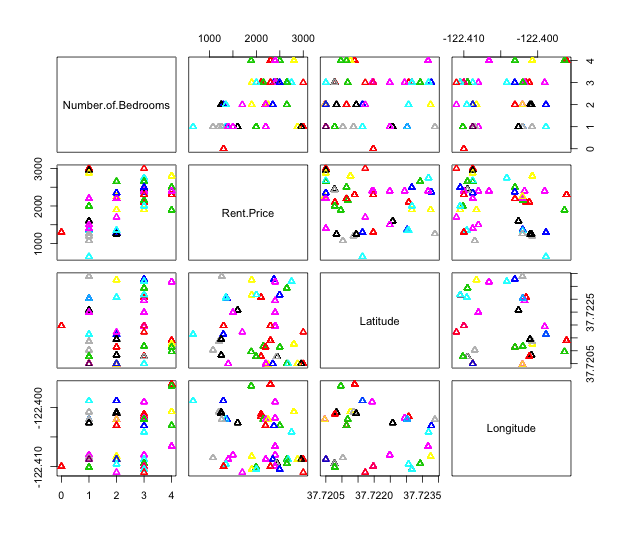 1000 2000 3000
-122.410 -122.400
Number.of.Bedrooms
0 1 2 3 4
1000 2000 3000
Rent.Price
Latitude
37.7205 37.7225
-122.410 -122.400
Longitude
0 1 2 3 4
37.7205 37.7220 37.7235